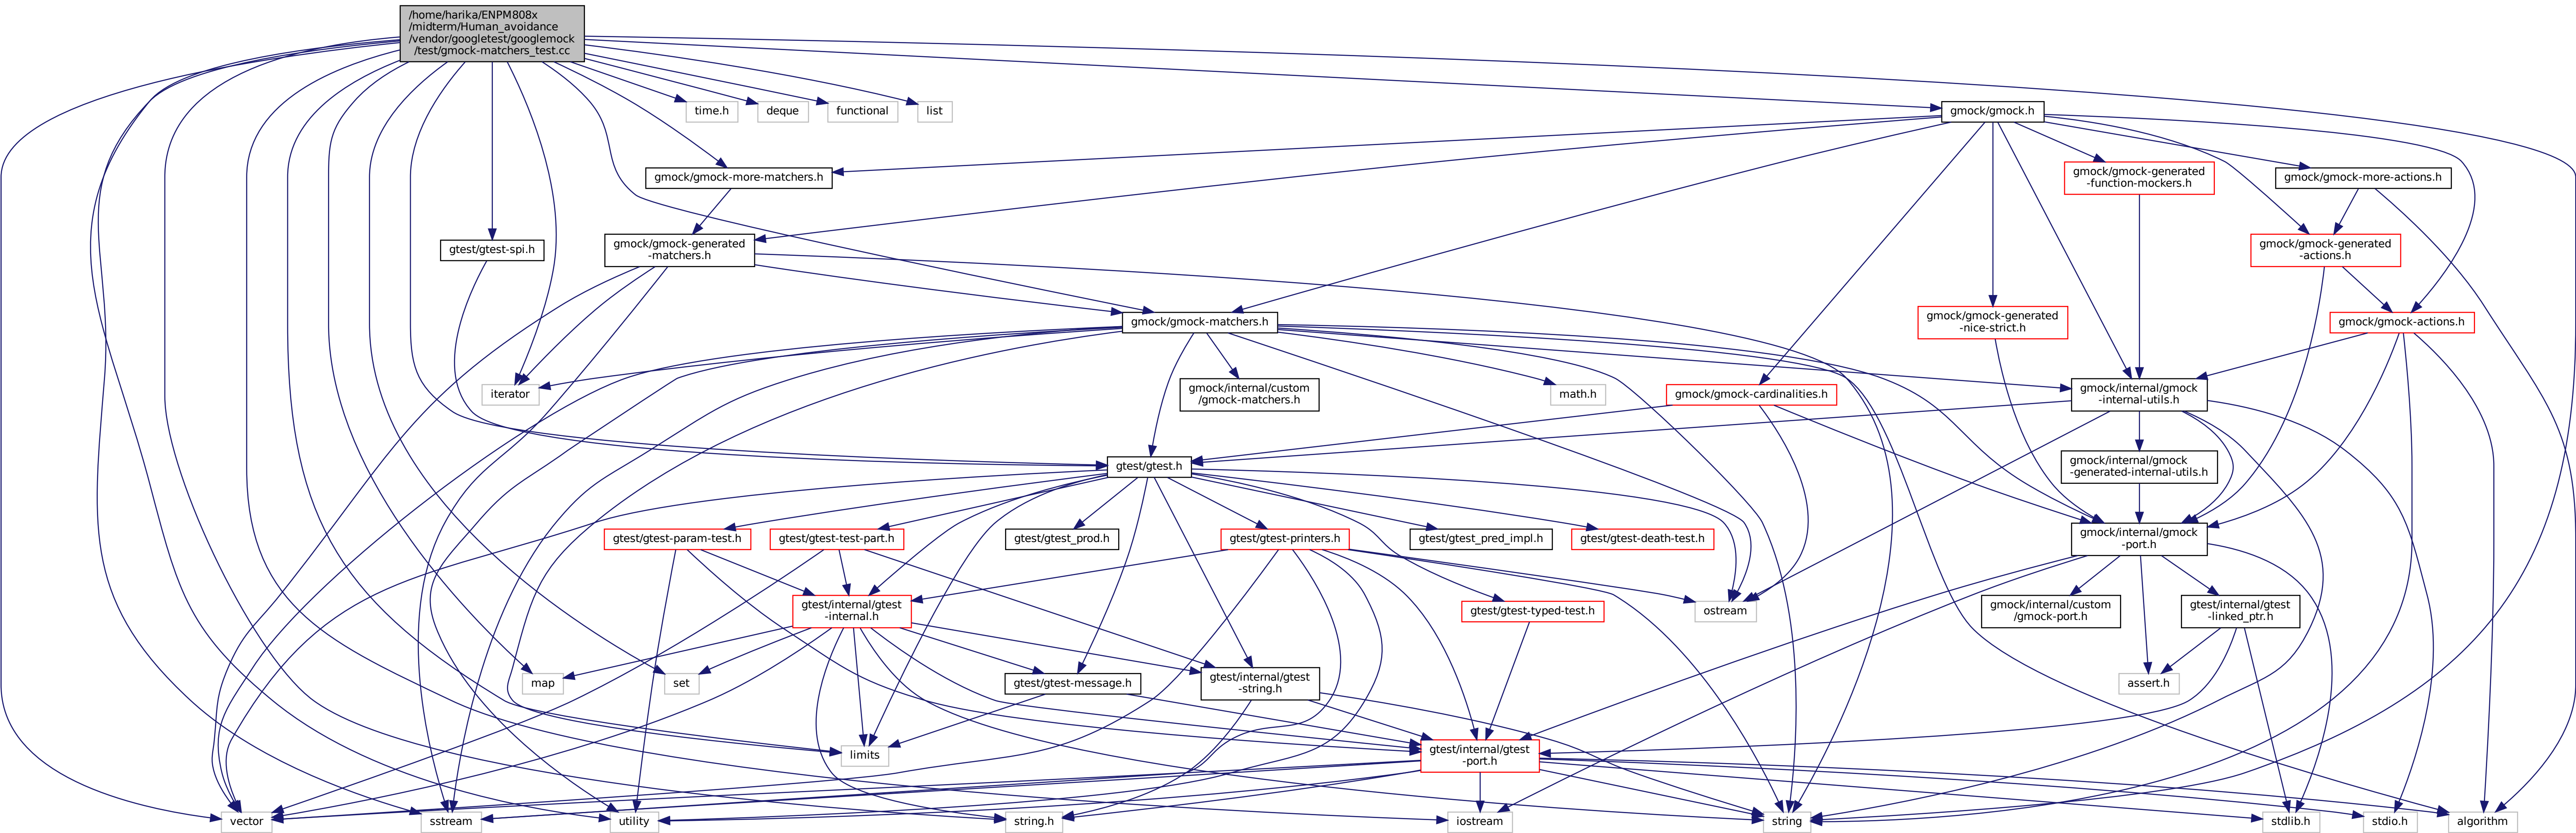 /home/harika/ENPM808x
/midterm/Human_avoidance
/vendor/googletest/googlemock
/test/gmock-matchers_test.cc
time.h
deque
functional
list
gmock/gmock.h
gmock/gmock-more-matchers.h
gmock/gmock-generated
-function-mockers.h
gmock/gmock-more-actions.h
gtest/gtest-spi.h
gmock/gmock-generated
-matchers.h
gmock/gmock-generated
-actions.h
gmock/gmock-matchers.h
gmock/gmock-generated
-nice-strict.h
gmock/gmock-actions.h
iterator
gmock/internal/custom
/gmock-matchers.h
math.h
gmock/gmock-cardinalities.h
gmock/internal/gmock
-internal-utils.h
gtest/gtest.h
gmock/internal/gmock
-generated-internal-utils.h
gtest/gtest-param-test.h
gtest/gtest-test-part.h
gtest/gtest_prod.h
gtest/gtest-printers.h
gtest/gtest_pred_impl.h
gtest/gtest-death-test.h
gmock/internal/gmock
-port.h
gtest/internal/gtest
-internal.h
gtest/gtest-typed-test.h
ostream
gmock/internal/custom
/gmock-port.h
gtest/internal/gtest
-linked_ptr.h
map
set
gtest/gtest-message.h
gtest/internal/gtest
-string.h
assert.h
limits
gtest/internal/gtest
-port.h
vector
sstream
utility
string.h
iostream
string
stdlib.h
stdio.h
algorithm